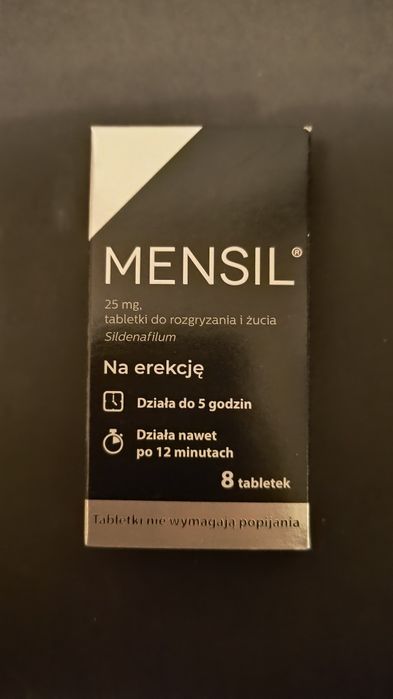 MENSIL®
25 mg,
tabletki do rozgryzania i żucia
Sildenafilum
Na erekcję
Działa do 5 godzin
Działa nawet
po 12 minutach
8 tabletek
Tabletki nie wymagają popijania